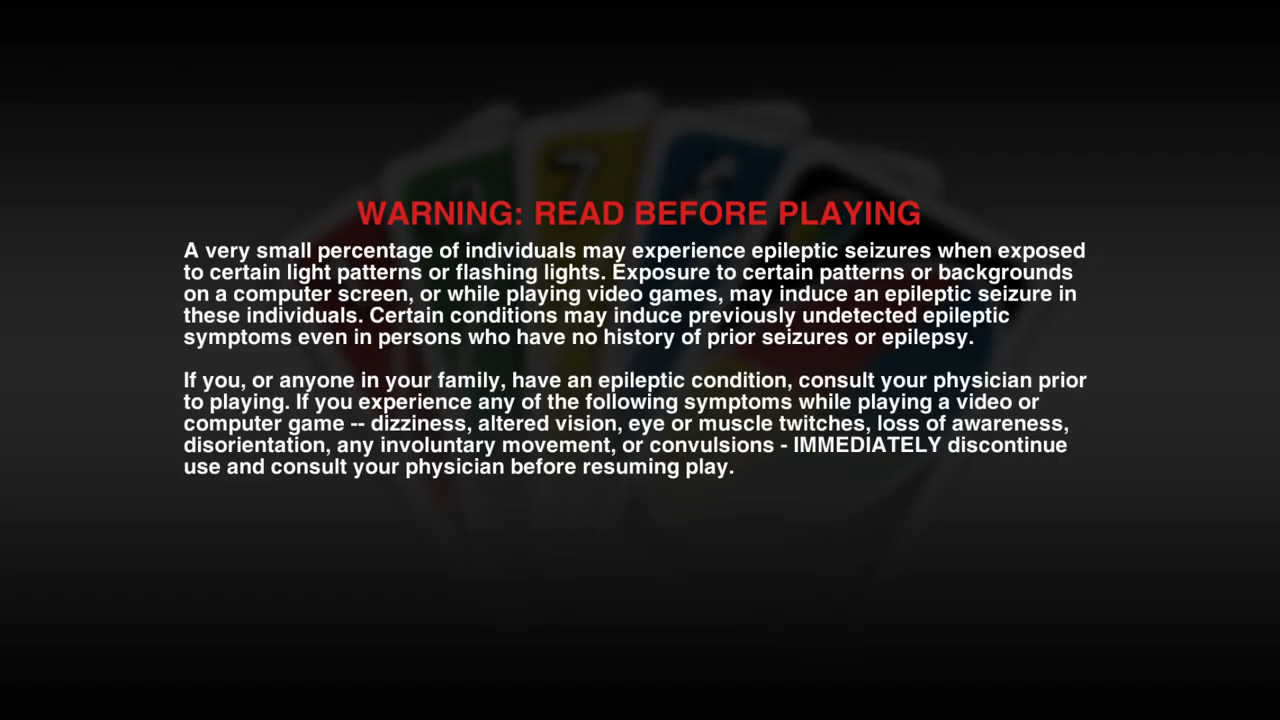 WARNING: READ BEFORE PLAYING
A very small percentage of individuals may experience epileptic seizures when exposed
to certain light patterns or flashing lights. Exposure to certain patterns or backgrounds
on a computer screen, or while playing video games, may induce an epileptic seizure in
these individuals. Certain conditions may induce previously undetected epileptic
symptoms even in persons who have no history of prior seizures or epilepsy.
If you, or anyone in your family, have an epileptic condition, consult your physician prior
to playing. If you experience any of the following symptoms while playing a video or
computer game -- dizziness, altered vision, eye or muscle twitches, loss of awareness,
disorientation, any involuntary movement, or convulsions - IMMEDIATELY discontinue
use and consult your physician before resuming play.